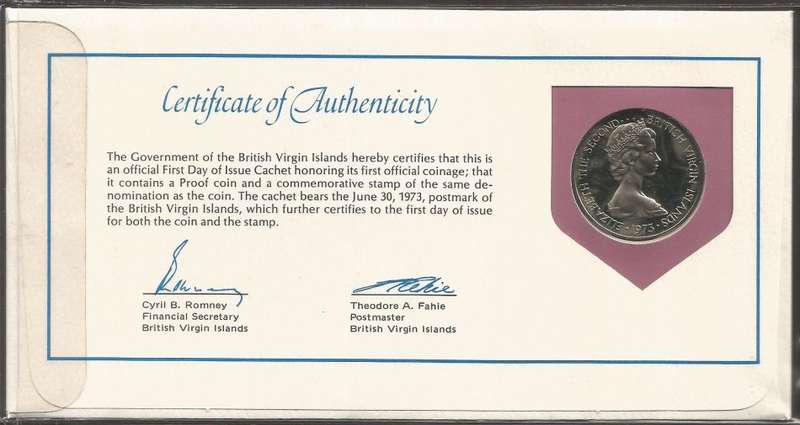 Certificate of Authenticity
The Government of the British Virgin Islands hereby certifies that this is
an official First Day of Issue Cachet honoring its first official coinage; that
it contains a Proof coin and a commemorative stamp of the same de-
nomination as the coin. The cachet bears the June 30, 1973, postmark of
the British Virgin Islands, which further certifies to the first day of issue
for both the coin and the stamp.
Cyril B. Romney
Financial Secretary
British Virgin Islands
Theodore A. Fahie
Postmaster
British Virgin Islands
ELIZABETH THE SECOND · · · BRITISH VIRGIN ISLANDS
· 1973 ·